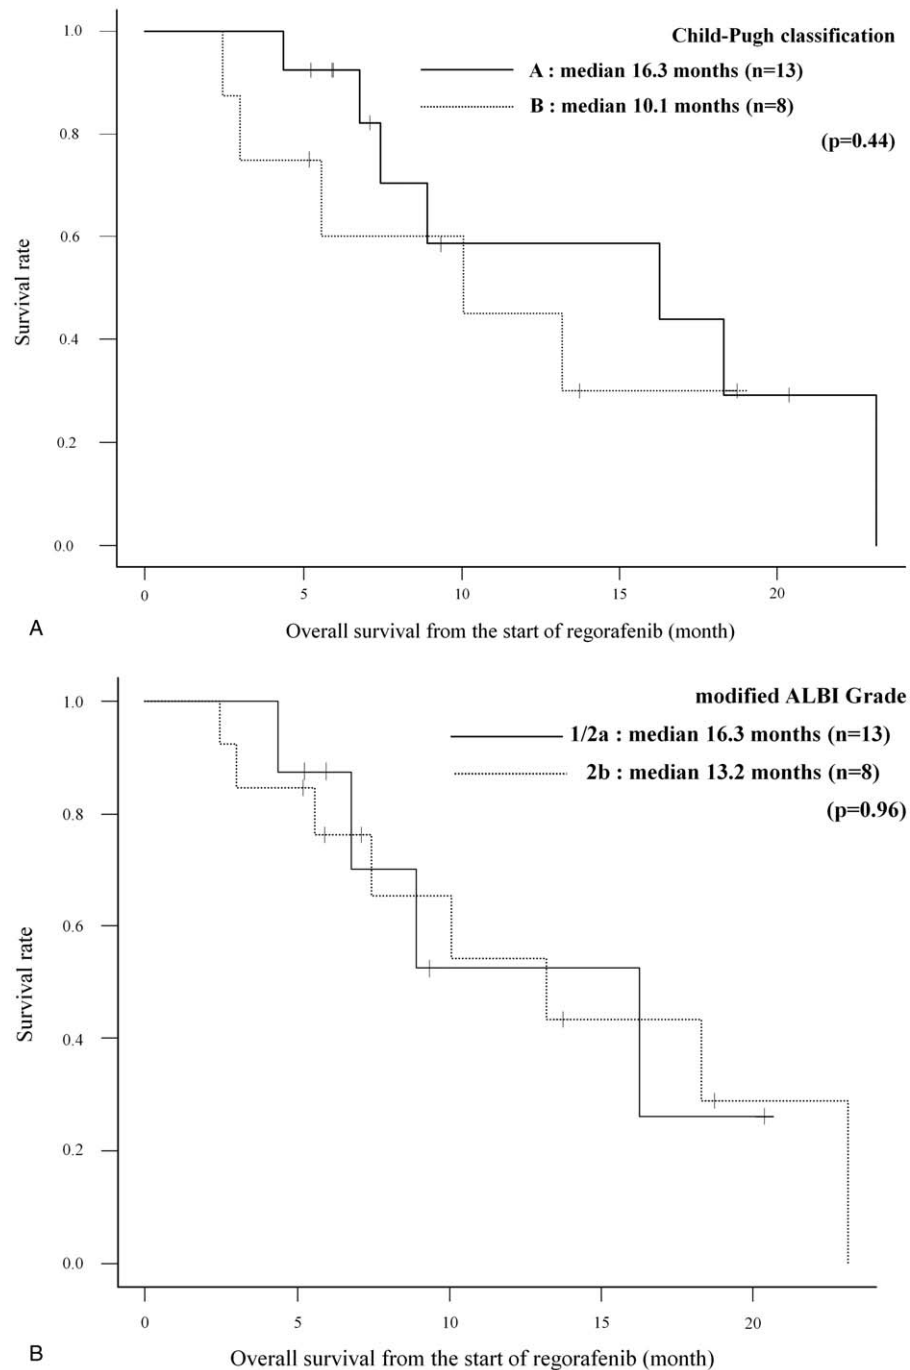 Child-Pugh classification
A : median 16.3 months (n=13)
B : median 10.1 months (n=8)
(p=0.44)
Survival rate
1.0
0.8
0.6
0.4
0.2
0.0
0 5 10 15 20
Overall survival from the start of regorafenib (month)
A
modified ALBI Grade
1/2a : median 16.3 months (n=13)
2b : median 13.2 months (n=8)
(p=0.96)
Survival rate
1.0
0.8
0.6
0.4
0.2
0.0
0 5 10 15 20
Overall survival from the start of regorafenib (month)
B